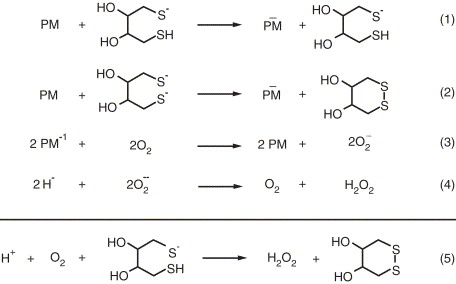 HO S-
PM + HO SH → PM̄ + HO S- HO SH (1)
HO S-
PM + HO S- → PM̄ + HO S HO S (2)
2 PM-1 + 2O2 → 2 PM + 2O2− (3)
2 H- + 2O2•− → O2 + H2O2 (4)
HO S-
H+ + O2 + HO SH → H2O2 + HO S HO S (5)